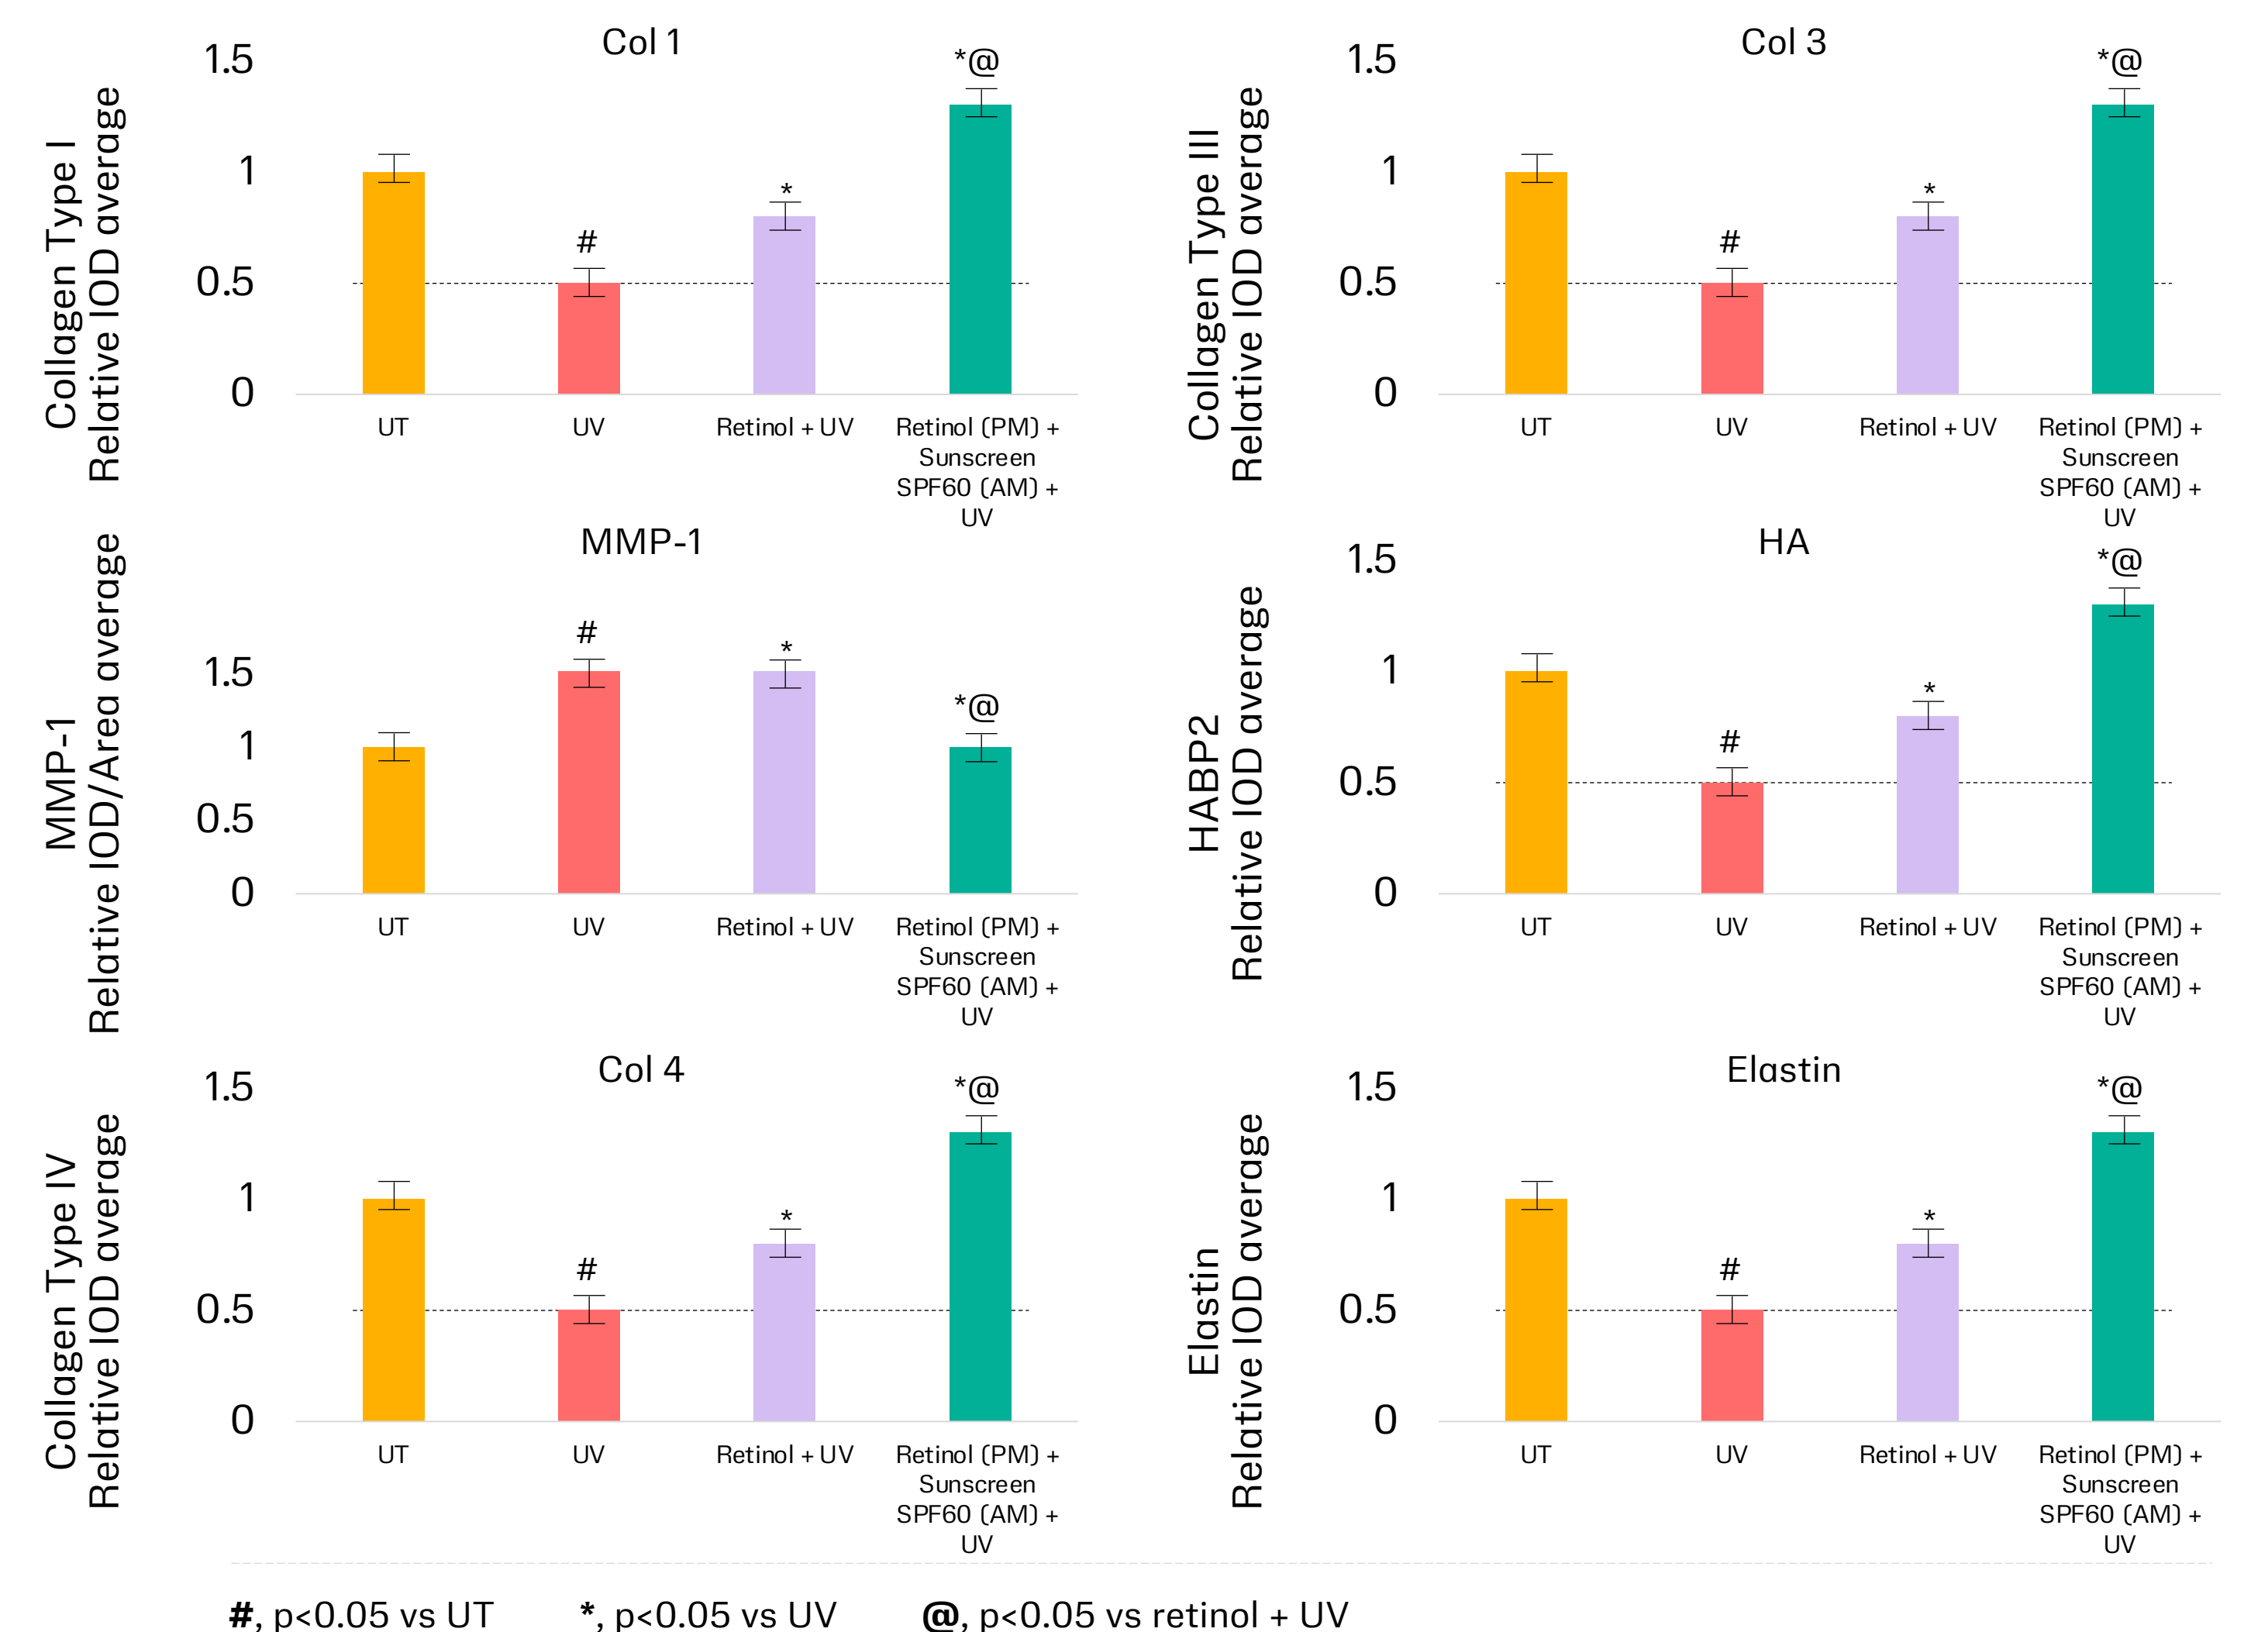 Col 1
Collagen Type I
Relative IOD average
1.5
1
0.5
0
#
*
*@
UT
UV
Retinol + UV
Retinol (PM) +
Sunscreen
SPF60 (AM) +
UV
Col 3
Collagen Type III
Relative IOD average
1.5
1
0.5
0
#
*
*@
UT
UV
Retinol + UV
Retinol (PM) +
Sunscreen
SPF60 (AM) +
UV
MMP-1
MMP-1
Relative IOD/Area average
1.5
1
0.5
0
#
*
*@
UT
UV
Retinol + UV
Retinol (PM) +
Sunscreen
SPF60 (AM) +
UV
HA
HABP2
Relative IOD average
1.5
1
0.5
0
#
*
*@
UT
UV
Retinol + UV
Retinol (PM) +
Sunscreen
SPF60 (AM) +
UV
Col 4
Collagen Type IV
Relative IOD average
1.5
1
0.5
0
#
*
*@
UT
UV
Retinol + UV
Retinol (PM) +
Sunscreen
SPF60 (AM) +
UV
Elastin
Elastin
Relative IOD average
1.5
1
0.5
0
#
*
*@
UT
UV
Retinol + UV
Retinol (PM) +
Sunscreen
SPF60 (AM) +
UV
#, p<0.05 vs UT *, p<0.05 vs UV @, p<0.05 vs retinol + UV